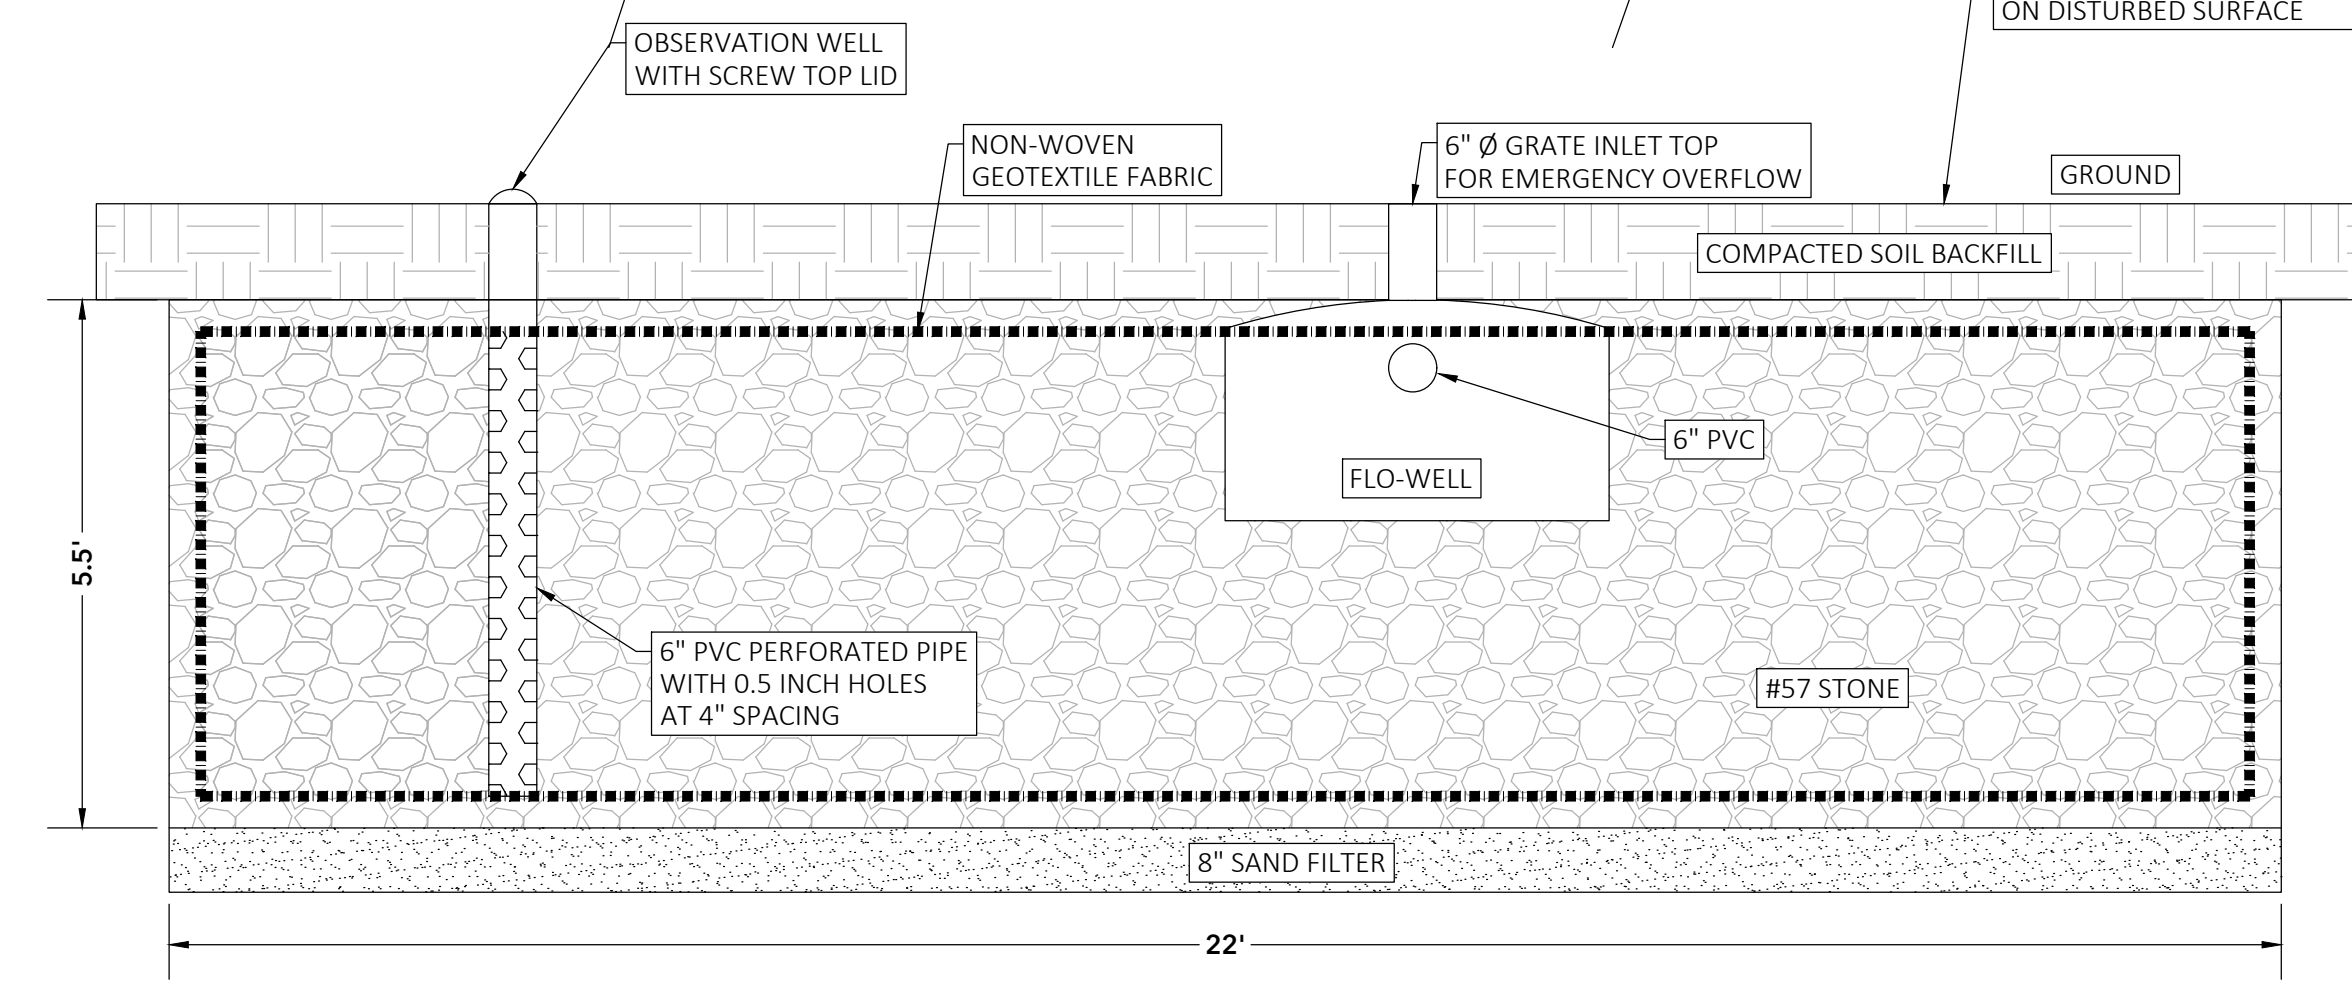 ON DISTURBED SURFACE
OBSERVATION WELL
WITH SCREW TOP LID
NON-WOVEN
GEOTEXTILE FABRIC
6" Ø GRATE INLET TOP
FOR EMERGENCY OVERFLOW
GROUND
COMPACTED SOIL BACKFILL
6" PVC
FLO-WELL
5.5'
6" PVC PERFORATED PIPE
WITH 0.5 INCH HOLES
AT 4" SPACING
#57 STONE
8" SAND FILTER
22'